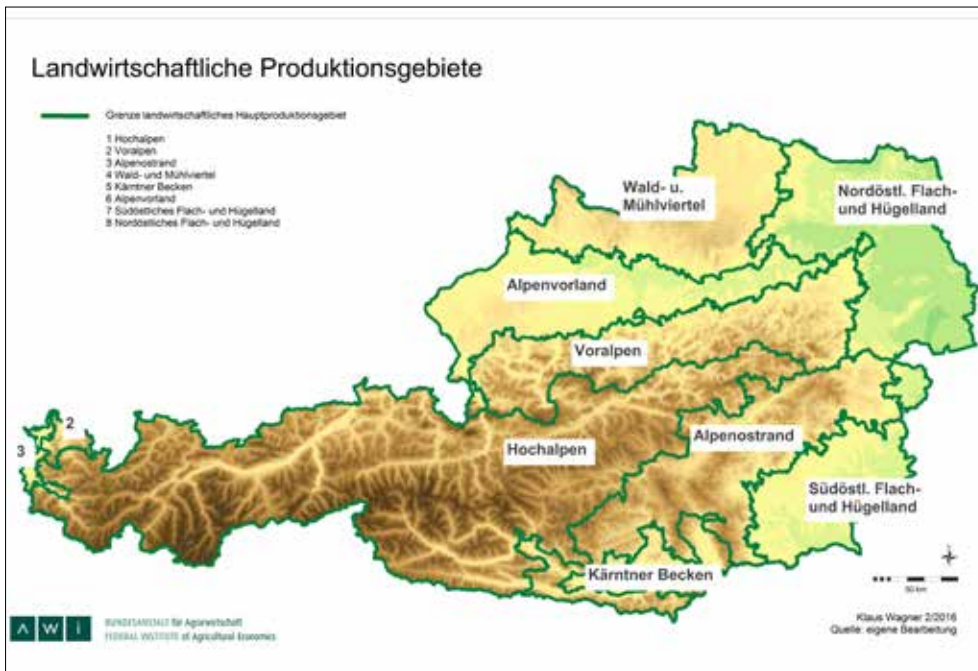 Landwirtschaftliche Produktionsgebiete
Grenze landwirtschaftliches Hauptproduktionsgebiet
1 Hochalpen
2 Voralpen
3 Alpenostrand
4 Wald- und Mühlviertel
5 Kärntner Becken
6 Alpenvorland
7 Südöstliches Flach- und Hügelland
8 Nordöstliches Flach- und Hügelland
Wald- u.
Mühlviertel
Nordöstl. Flach-
und Hügelland
Alpenvorland
Voralpen
2
3
Hochalpen
Alpenostrand
Südöstl. Flach-
und Hügelland
Kärntner Becken
50 km
AWI
BUNDESANSTALT für Agrarwirtschaft
FEDERAL INSTITUTE of Agricultural Economics
Klaus Wagner 2/2016
Quelle: eigene Bearbeitung